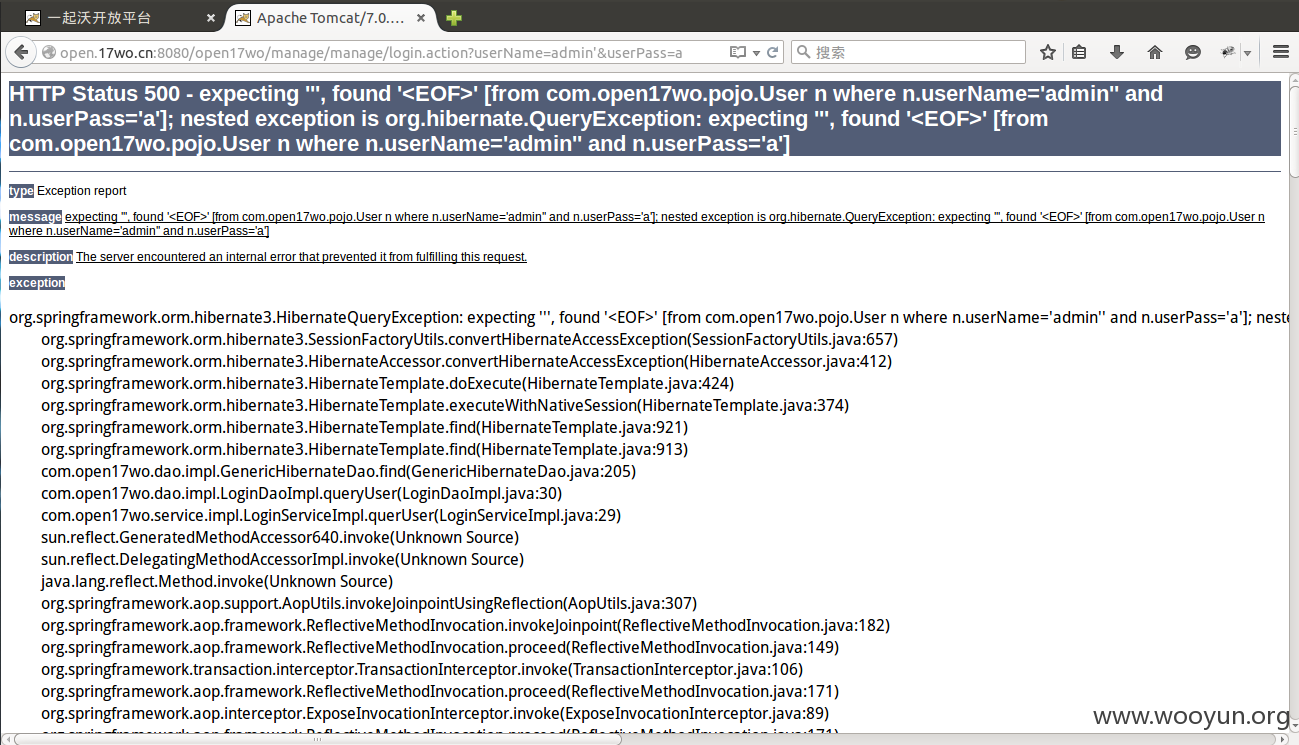 一起沃开放平台
Apache Tomcat/7.0....
open.17wo.cn:8080/open17wo/manage/manage/login.action?userName=admin'&userPass=a
搜索
HTTP Status 500 - expecting ''', found '<EOF>' [from com.open17wo.pojo.User n where n.userName='admin'' and
n.userPass='a']; nested exception is org.hibernate.QueryException: expecting ''', found '<EOF>' [from
com.open17wo.pojo.User n where n.userName='admin'' and n.userPass='a']
type Exception report
message expecting ''', found '<EOF>' [from com.open17wo.pojo.User n where n.userName='admin'' and n.userPass='a']; nested exception is org.hibernate.QueryException: expecting ''', found '<EOF>' [from com.open17wo.pojo.User n
where n.userName='admin'' and n.userPass='a']
description The server encountered an internal error that prevented it from fulfilling this request.
exception
org.springframework.orm.hibernate3.HibernateQueryException: expecting ''', found '<EOF>' [from com.open17wo.pojo.User n where n.userName='admin'' and n.userPass='a']; neste
org.springframework.orm.hibernate3.SessionFactoryUtils.convertHibernateAccessException(SessionFactoryUtils.java:657)
org.springframework.orm.hibernate3.HibernateAccessor.convertHibernateAccessException(HibernateAccessor.java:412)
org.springframework.orm.hibernate3.HibernateTemplate.doExecute(HibernateTemplate.java:424)
org.springframework.orm.hibernate3.HibernateTemplate.executeWithNativeSession(HibernateTemplate.java:374)
org.springframework.orm.hibernate3.HibernateTemplate.find(HibernateTemplate.java:921)
org.springframework.orm.hibernate3.HibernateTemplate.find(HibernateTemplate.java:913)
com.open17wo.dao.impl.GenericHibernateDao.find(GenericHibernateDao.java:205)
com.open17wo.dao.impl.LoginDaoImpl.queryUser(LoginDaoImpl.java:30)
com.open17wo.service.impl.LoginServiceImpl.querUser(LoginServiceImpl.java:29)
sun.reflect.GeneratedMethodAccessor640.invoke(Unknown Source)
sun.reflect.DelegatingMethodAccessorImpl.invoke(Unknown Source)
java.lang.reflect.Method.invoke(Unknown Source)
org.springframework.aop.support.AopUtils.invokeJoinpointUsingReflection(AopUtils.java:307)
org.springframework.aop.framework.ReflectiveMethodInvocation.invokeJoinpoint(ReflectiveMethodInvocation.java:182)
org.springframework.aop.framework.ReflectiveMethodInvocation.proceed(ReflectiveMethodInvocation.java:149)
org.springframework.transaction.interceptor.TransactionInterceptor.invoke(TransactionInterceptor.java:106)
org.springframework.aop.framework.ReflectiveMethodInvocation.proceed(ReflectiveMethodInvocation.java:171)
org.springframework.aop.interceptor.ExposeInvocationInterceptor.invoke(ExposeInvocationInterceptor.java:89)
org.springframework.aop.framework.ReflectiveMethodInvocation.proceed(ReflectiveMethodInvocation.java:171)
www.wooyun.org